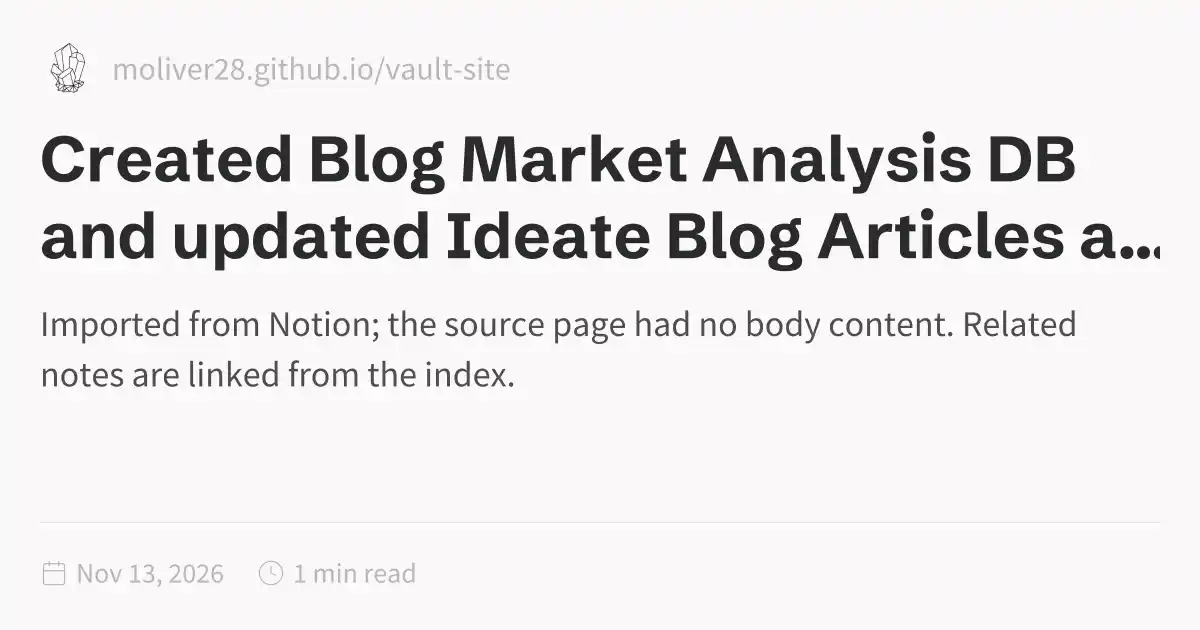 moliver28.github.io/vault-site
Created Blog Market Analysis DB
and updated Ideate Blog Articles a...
Imported from Notion; the source page had no body content. Related
notes are linked from the index.
Nov 13, 2026 1 min read